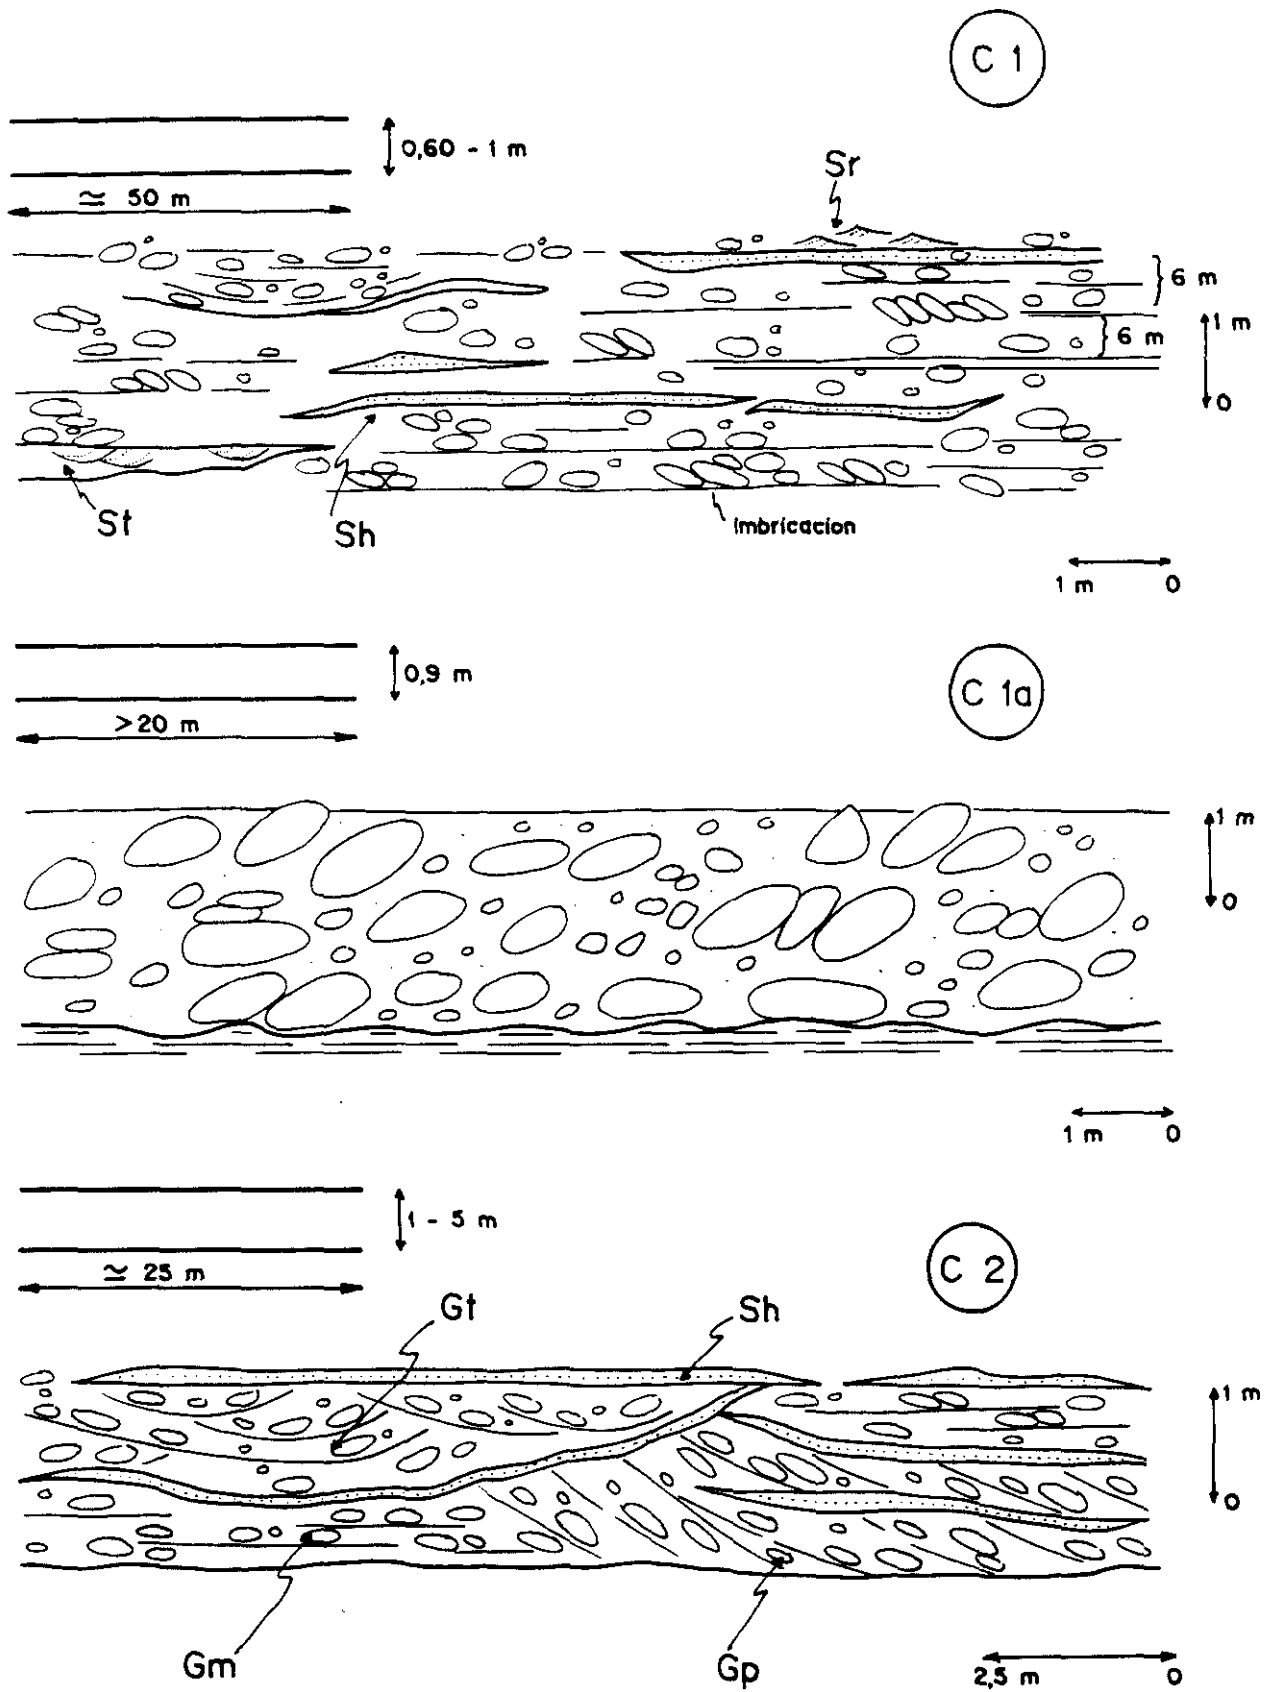 C 1
0,60 - 1 m
≃ 50 m
Sr
6 m
1 m
6 m
0
St
Sh
Imbricacion
1 m 0
C 1a
0,9 m
>20 m
1 m
0
1 m 0
C 2
1 - 5 m
≃ 25 m
Gt
Sh
1 m
0
Gm
Gp
2,5 m 0